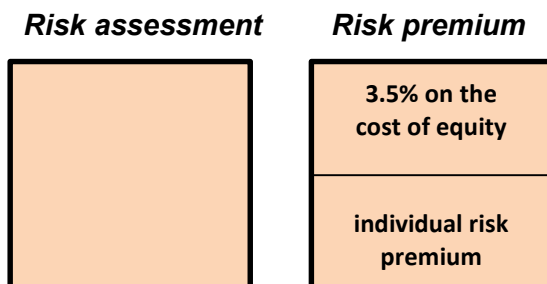 Risk assessment
Risk premium
3.5% on the
cost of equity
individual risk
premium